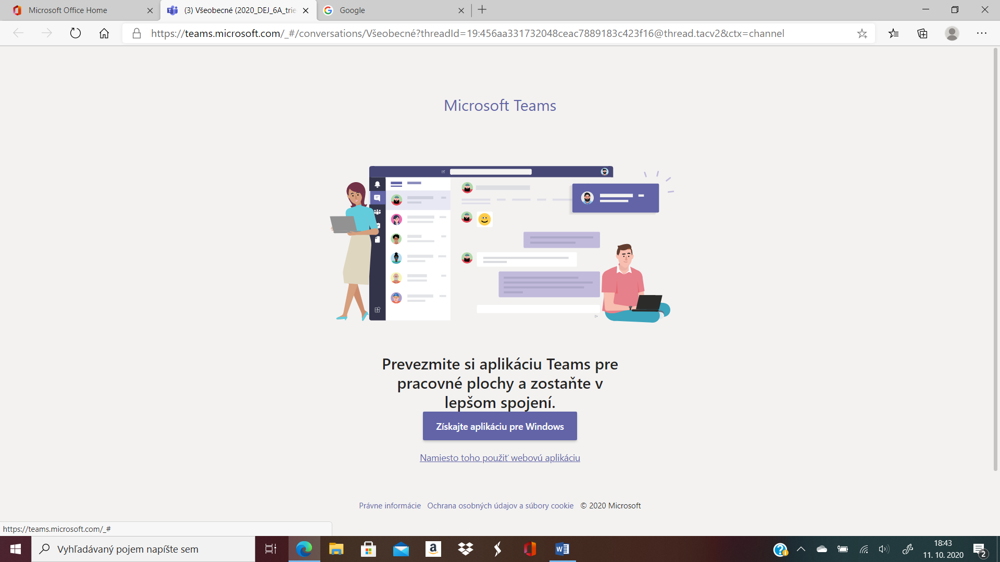 Microsoft Office Home
(3) Všeobecné (2020_DEJ_6A_trie
Google
https://teams.microsoft.com/_#/conversations/Všeobecné?threadId=19:456aa331732048ceac7889183c423f16@thread.tacv2&ctx=channel
Microsoft Teams
Prevezmite si aplikáciu Teams pre
pracovné plochy a zostaňte v
lepšom spojení.
Získajte aplikáciu pre Windows
Namiesto toho použiť webovú aplikáciu
Právne informácie Ochrana osobných údajov a súbory cookie © 2020 Microsoft
https://teams.microsoft.com/_#
Vyhľadávaný pojem napíšte sem
18:43
11. 10. 2020
2